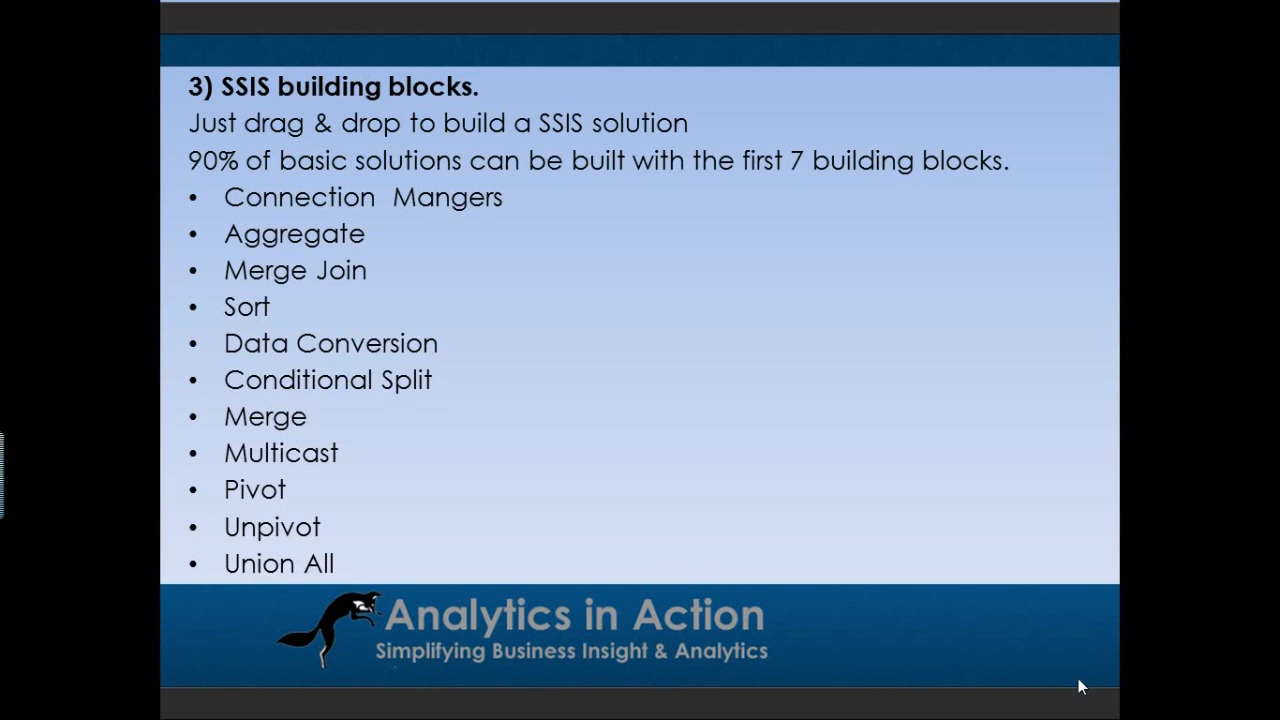 3) SSIS building blocks.
Just drag & drop to build a SSIS solution
90% of basic solutions can be built with the first 7 building blocks.
• Connection  Mangers
• Aggregate
• Merge Join
• Sort
• Data Conversion
• Conditional Split
• Merge
• Multicast
• Pivot
• Unpivot
• Union All
Analytics in Action
Simplifying Business Insight & Analytics